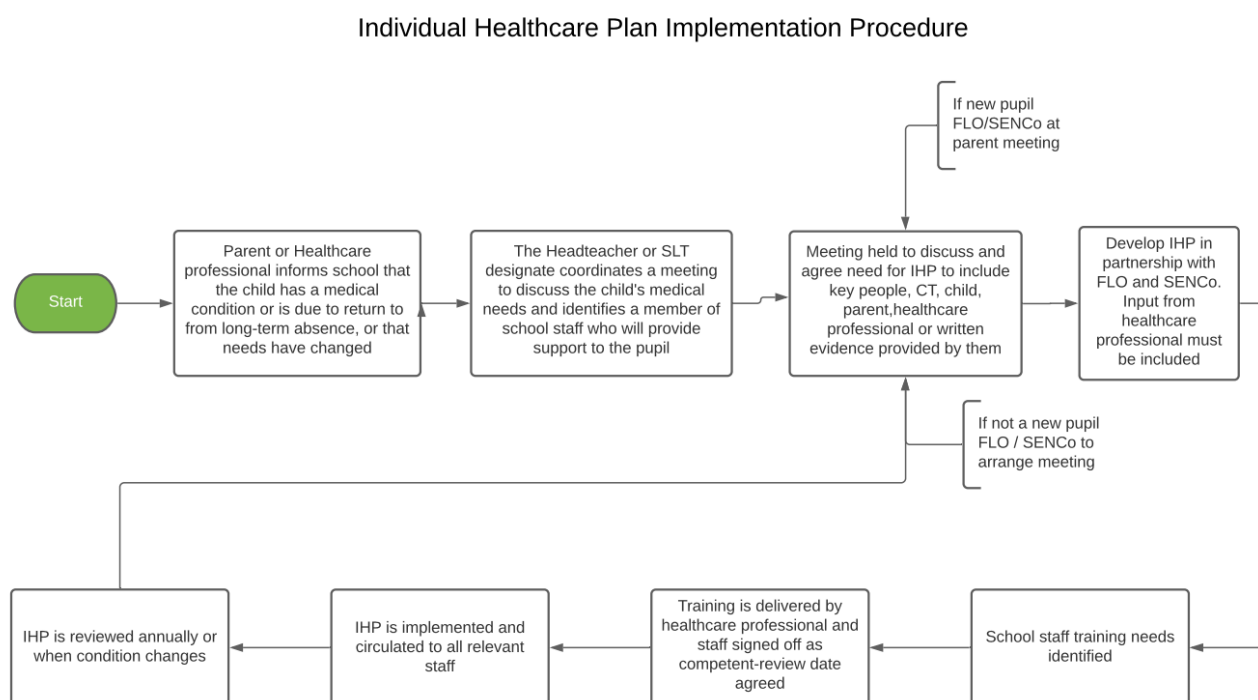 Individual Healthcare Plan Implementation Procedure
If new pupil
FLO/SENCo at
parent meeting
Start
Parent or Healthcare
professional informs school that
the child has a medical
condition or is due to return to
from long-term absence, or that
needs have changed
The Headteacher or SLT
designate coordinates a meeting
to discuss the child's medical
needs and identifies a member of
school staff who will provide
support to the pupil
Meeting held to discuss and
agree need for IHP to include
key people, CT, child,
parent,healthcare
professional or written
evidence provided by them
Develop IHP in
partnership with
FLO and SENCo.
Input from
healthcare
professional must
be included
If not a new pupil
FLO / SENCo to
arrange meeting
School staff training needs
identified
Training is delivered by
healthcare professional and
staff signed off as
competent-review date
agreed
IHP is implemented and
circulated to all relevant
staff
IHP is reviewed annually or
when condition changes